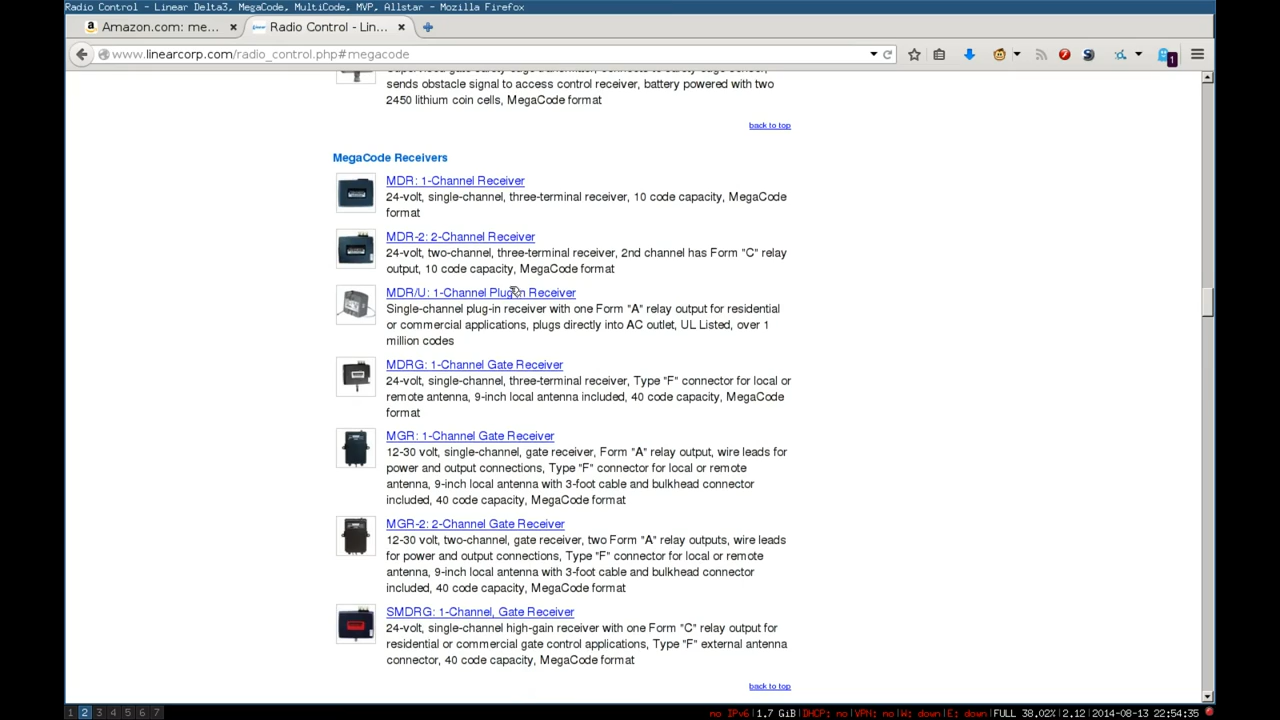 Radio Control - Linear Delta3, MegaCode, MultiCode, MVP, Allstar - Mozilla Firefox
a Amazon.com: me... × Radio Control - Lin... ×
www.linearcorp.com/radio_control.php#megacode
1
sends obstacle signal to access control receiver, battery powered with two
2450 lithium coin cells, MegaCode format
back to top
MegaCode Receivers
MDR: 1-Channel Receiver
24-volt, single-channel, three-terminal receiver, 10 code capacity, MegaCode
format
MDR-2: 2-Channel Receiver
24-volt, two-channel, three-terminal receiver, 2nd channel has Form "C" relay
output, 10 code capacity, MegaCode format
MDR/U: 1-Channel Plug-in Receiver
Single-channel plug-in receiver with one Form "A" relay output for residential
or commercial applications, plugs directly into AC outlet, UL Listed, over 1
million codes
MDRG: 1-Channel Gate Receiver
24-volt, single-channel, three-terminal receiver, Type "F" connector for local or
remote antenna, 9-inch local antenna included, 40 code capacity, MegaCode
format
MGR: 1-Channel Gate Receiver
12-30 volt, single-channel, gate receiver, Form "A" relay output, wire leads for
power and output connections, Type "F" connector for local or remote
antenna, 9-inch local antenna with 3-foot cable and bulkhead connector
included, 40 code capacity, MegaCode format
MGR-2: 2-Channel Gate Receiver
12-30 volt, two-channel, gate receiver, two Form "A" relay outputs, wire leads
for power and output connections, Type "F" connector for local or remote
antenna, 9-inch local antenna with 3-foot cable and bulkhead connector
included, 40 code capacity, MegaCode format
SMDRG: 1-Channel, Gate Receiver
24-volt, single-channel high-gain receiver with one Form "C" relay output for
residential or commercial gate control applications, Type "F" external antenna
connector, 40 code capacity, MegaCode format
back to top
1 2 3 4 5 6 7 no IPv6|1.7 GiB|DHCP: no|VPN: no|W: down|E: down|FULL 38.02%|2.12|2014-08-13 22:54:35